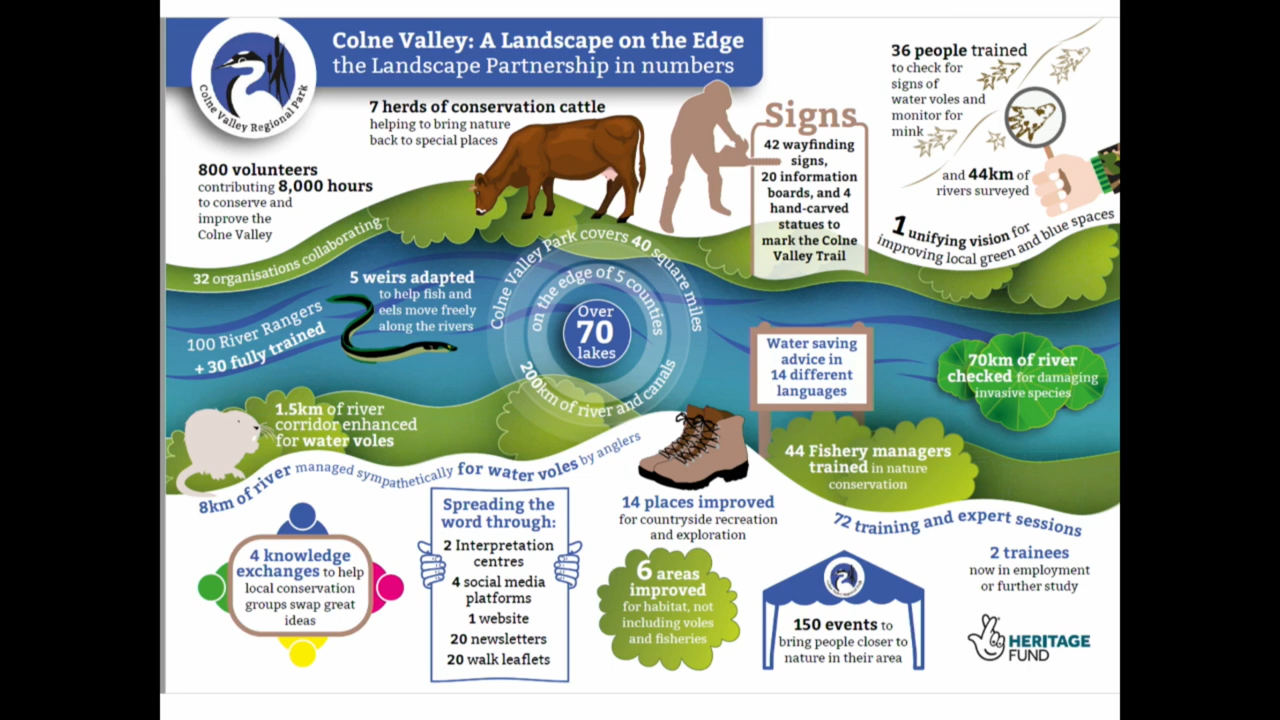 Colne Valley: A Landscape on the Edge
the Landscape Partnership in numbers
Colne Valley Regional Park
7 herds of conservation cattle
helping to bring nature
back to special places
800 volunteers
contributing 8,000 hours
to conserve and
improve the
Colne Valley
Signs
42 wayfinding
signs,
20 information
boards, and 4
hand-carved
statues to
mark the Colne
Valley Trail
36 people trained
to check for
signs of
water voles and
monitor for
mink
and 44km of
rivers surveyed
1 unifying vision for
improving local green and blue spaces
32 organisations collaborating
5 weirs adapted
to help fish and
eels move freely
along the rivers
100 River Rangers
+ 30 fully trained
Colne Valley Park covers 40 square miles
on the edge of 5 counties
Over
70
lakes
200km of river and canals
Water saving
advice in
14 different
languages
70km of river
checked for damaging
invasive species
1.5km of river
corridor enhanced
for water voles
8km of river managed sympathetically for water voles by anglers
44 Fishery managers
trained in nature
conservation
14 places improved
for countryside recreation
and exploration
72 training and expert sessions
4 knowledge
exchanges to help
local conservation
groups swap great
ideas
Spreading the
word through:
2 Interpretation
centres
4 social media
platforms
1 website
20 newsletters
20 walk leaflets
6 areas
improved
for habitat, not
including voles
and fisheries
150 events to
bring people closer to
nature in their area
2 trainees
now in employment
or further study
HERITAGE
FUND